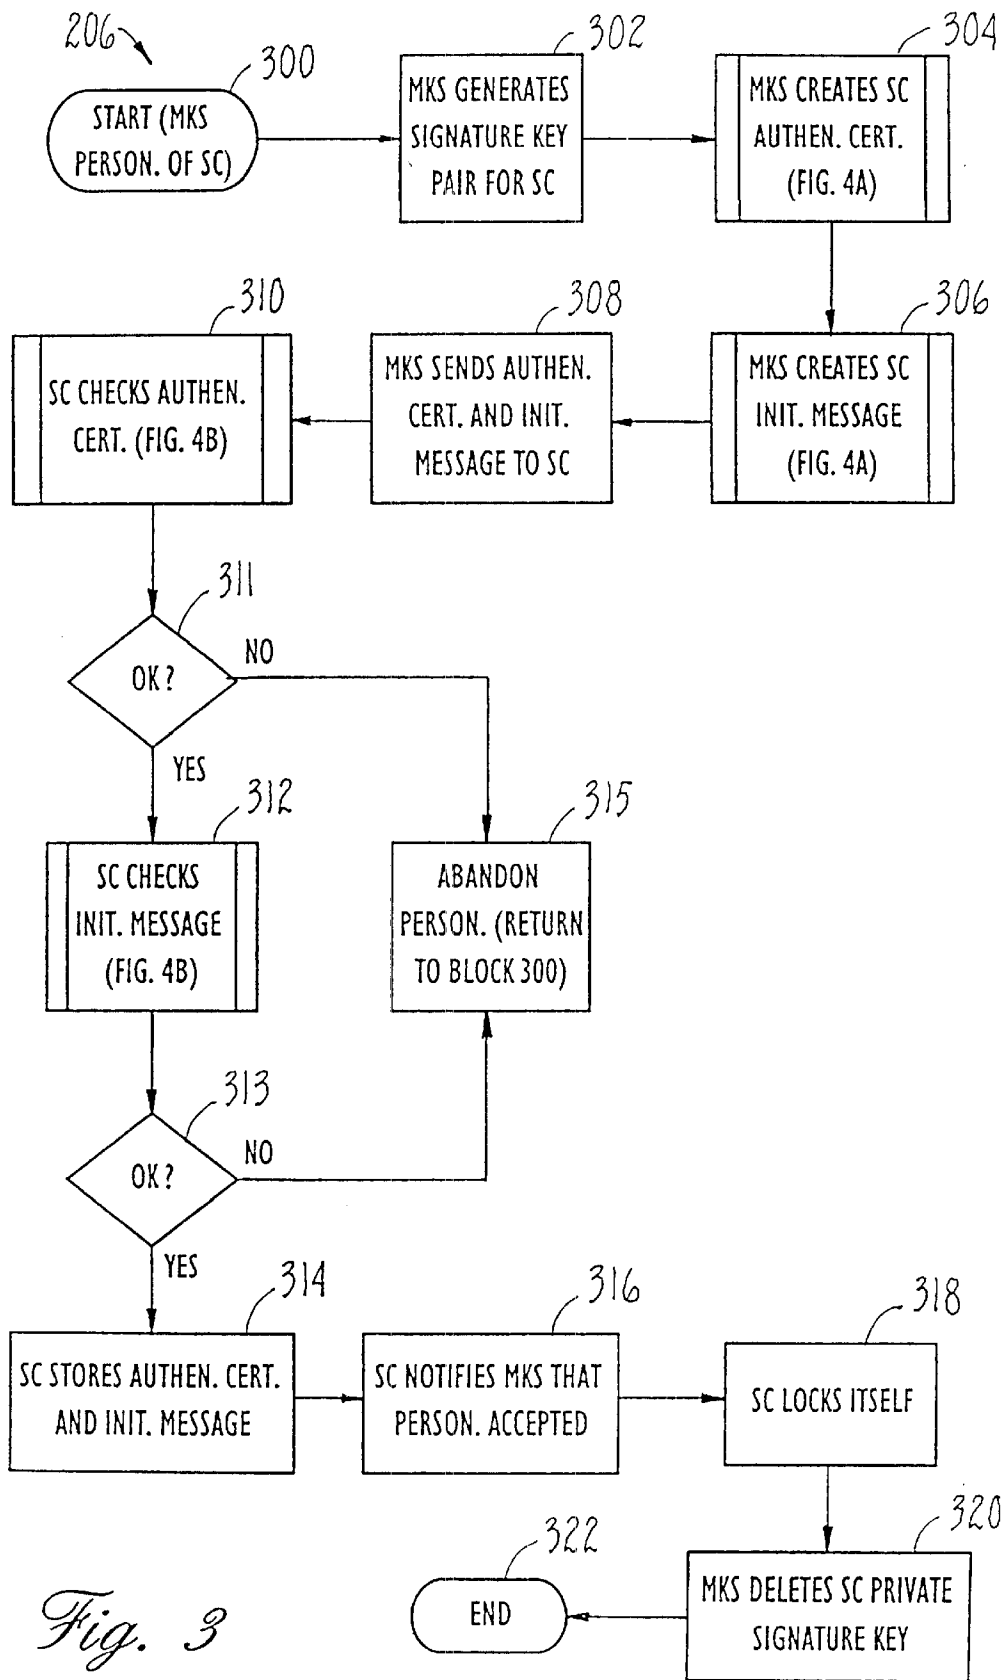 206
300
START (MKS
PERSON. OF SC)
302
MKS GENERATES
SIGNATURE KEY
PAIR FOR SC
304
MKS CREATES SC
AUTHEN. CERT.
(FIG. 4A)
306
MKS CREATES SC
INIT. MESSAGE
(FIG. 4A)
308
MKS SENDS AUTHEN.
CERT. AND INIT.
MESSAGE TO SC
310
SC CHECKS AUTHEN.
CERT. (FIG. 4B)
311
OK?
NO
YES
312
SC CHECKS
INIT. MESSAGE
(FIG. 4B)
315
ABANDON
PERSON. (RETURN
TO BLOCK 300)
313
OK?
NO
YES
314
SC STORES AUTHEN. CERT.
AND INIT. MESSAGE
316
SC NOTIFIES MKS THAT
PERSON. ACCEPTED
318
SC LOCKS ITSELF
320
MKS DELETES SC PRIVATE
SIGNATURE KEY
322
END
Fig. 3